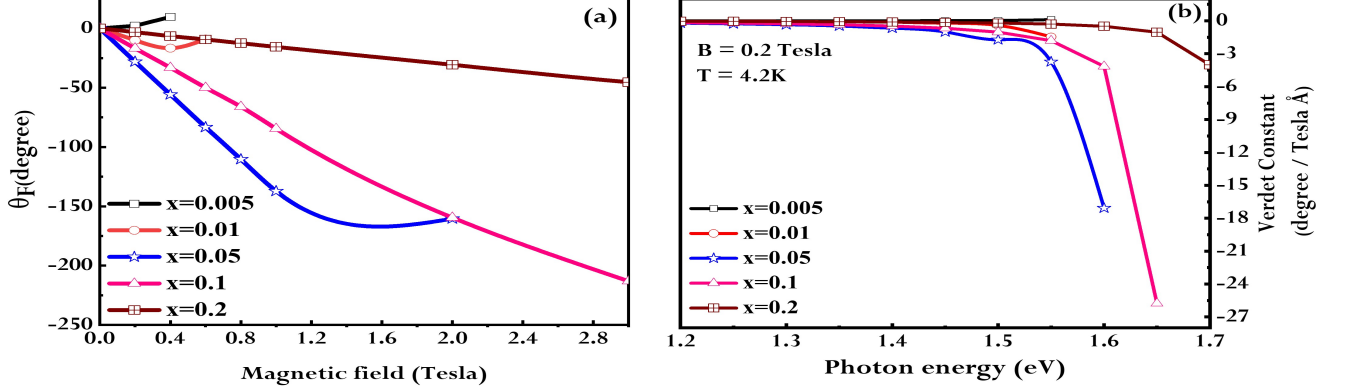 (a)
0
−50
−100
−150
−200
−250
θF(degree)
x=0.005
x=0.01
x=0.05
x=0.1
x=0.2
0.0 0.4 0.8 1.2 1.6 2.0 2.4 2.8
Magnetic field (Tesla)
(b)
B = 0.2 Tesla
T = 4.2K
x=0.005
x=0.01
x=0.05
x=0.1
x=0.2
0
−3
−6
−9
−12
−15
−18
−21
−24
−27
Verdet Constant
(degree / Tesla Å)
1.2 1.3 1.4 1.5 1.6 1.7
Photon energy (eV)